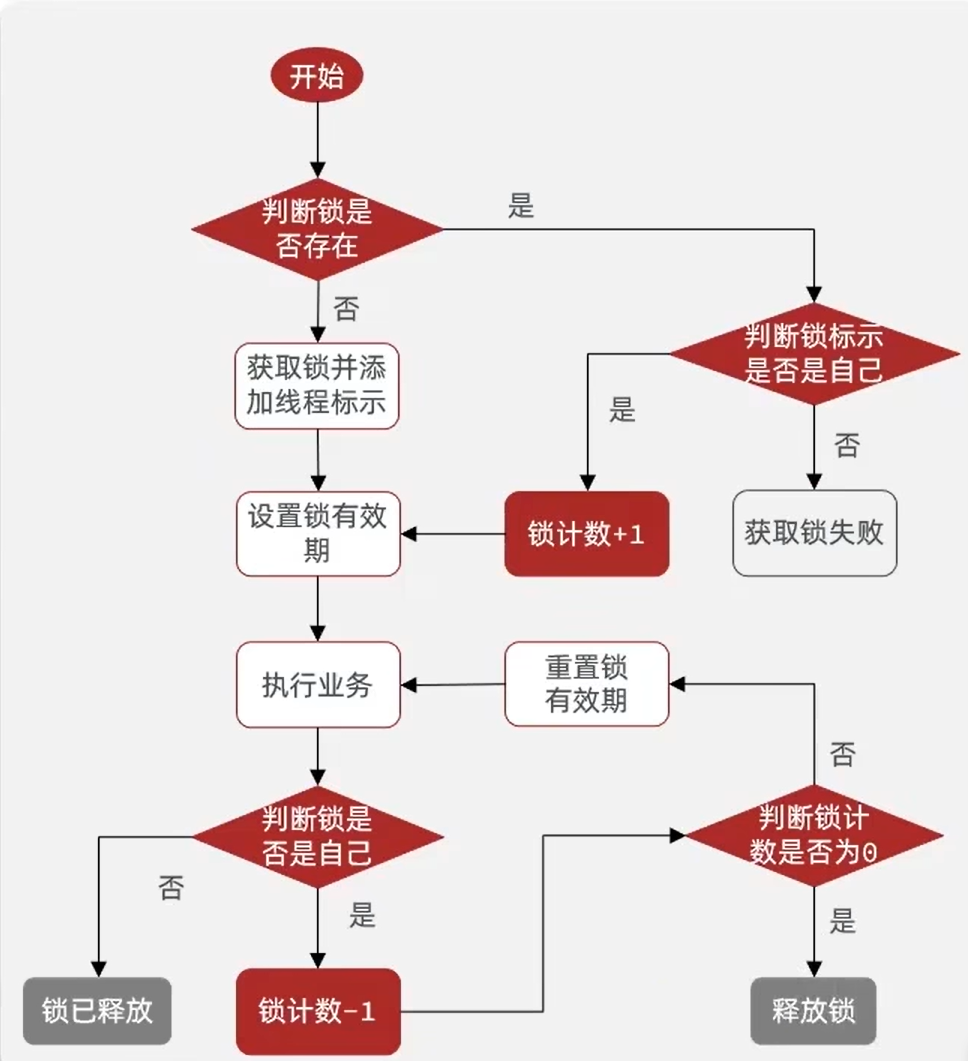 开始
判断锁是
否存在
是
否
判断锁标示
是否是自己
获取锁并添
加线程标示
是
否
设置锁有效
期
锁计数+1
获取锁失败
执行业务
重置锁
有效期
否
判断锁是
否是自己
判断锁计
数是否为0
否
是
是
锁已释放
锁计数-1
释放锁